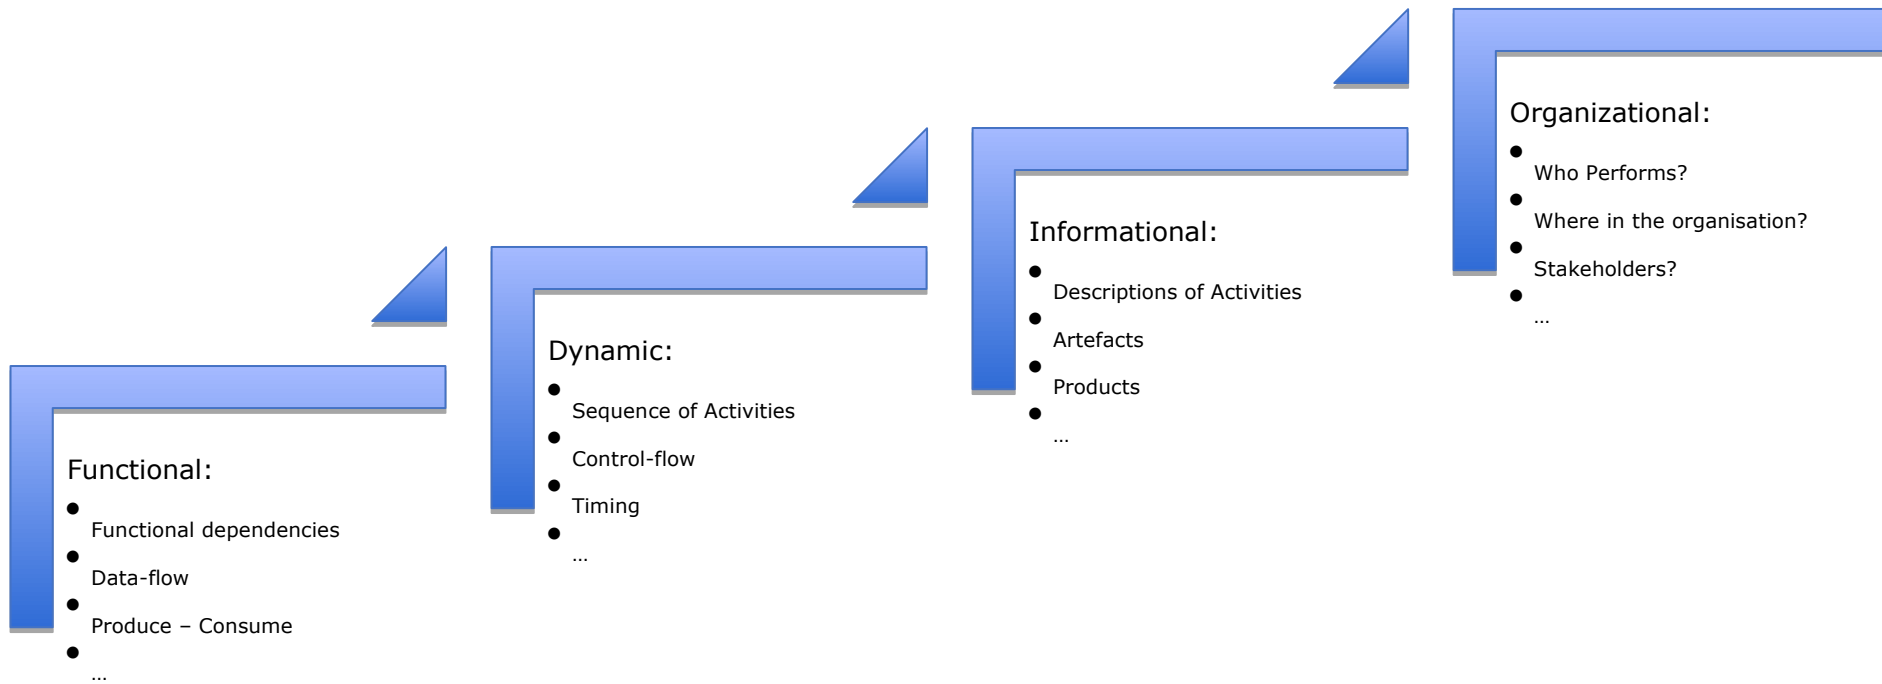 Functional:
● Functional dependencies
● Data-flow
● Produce – Consume
● ...
Dynamic:
● Sequence of Activities
● Control-flow
● Timing
● ...
Informational:
● Descriptions of Activities
● Artefacts
● Products
● ...
Organizational:
● Who Performs?
● Where in the organisation?
● Stakeholders?
● ...